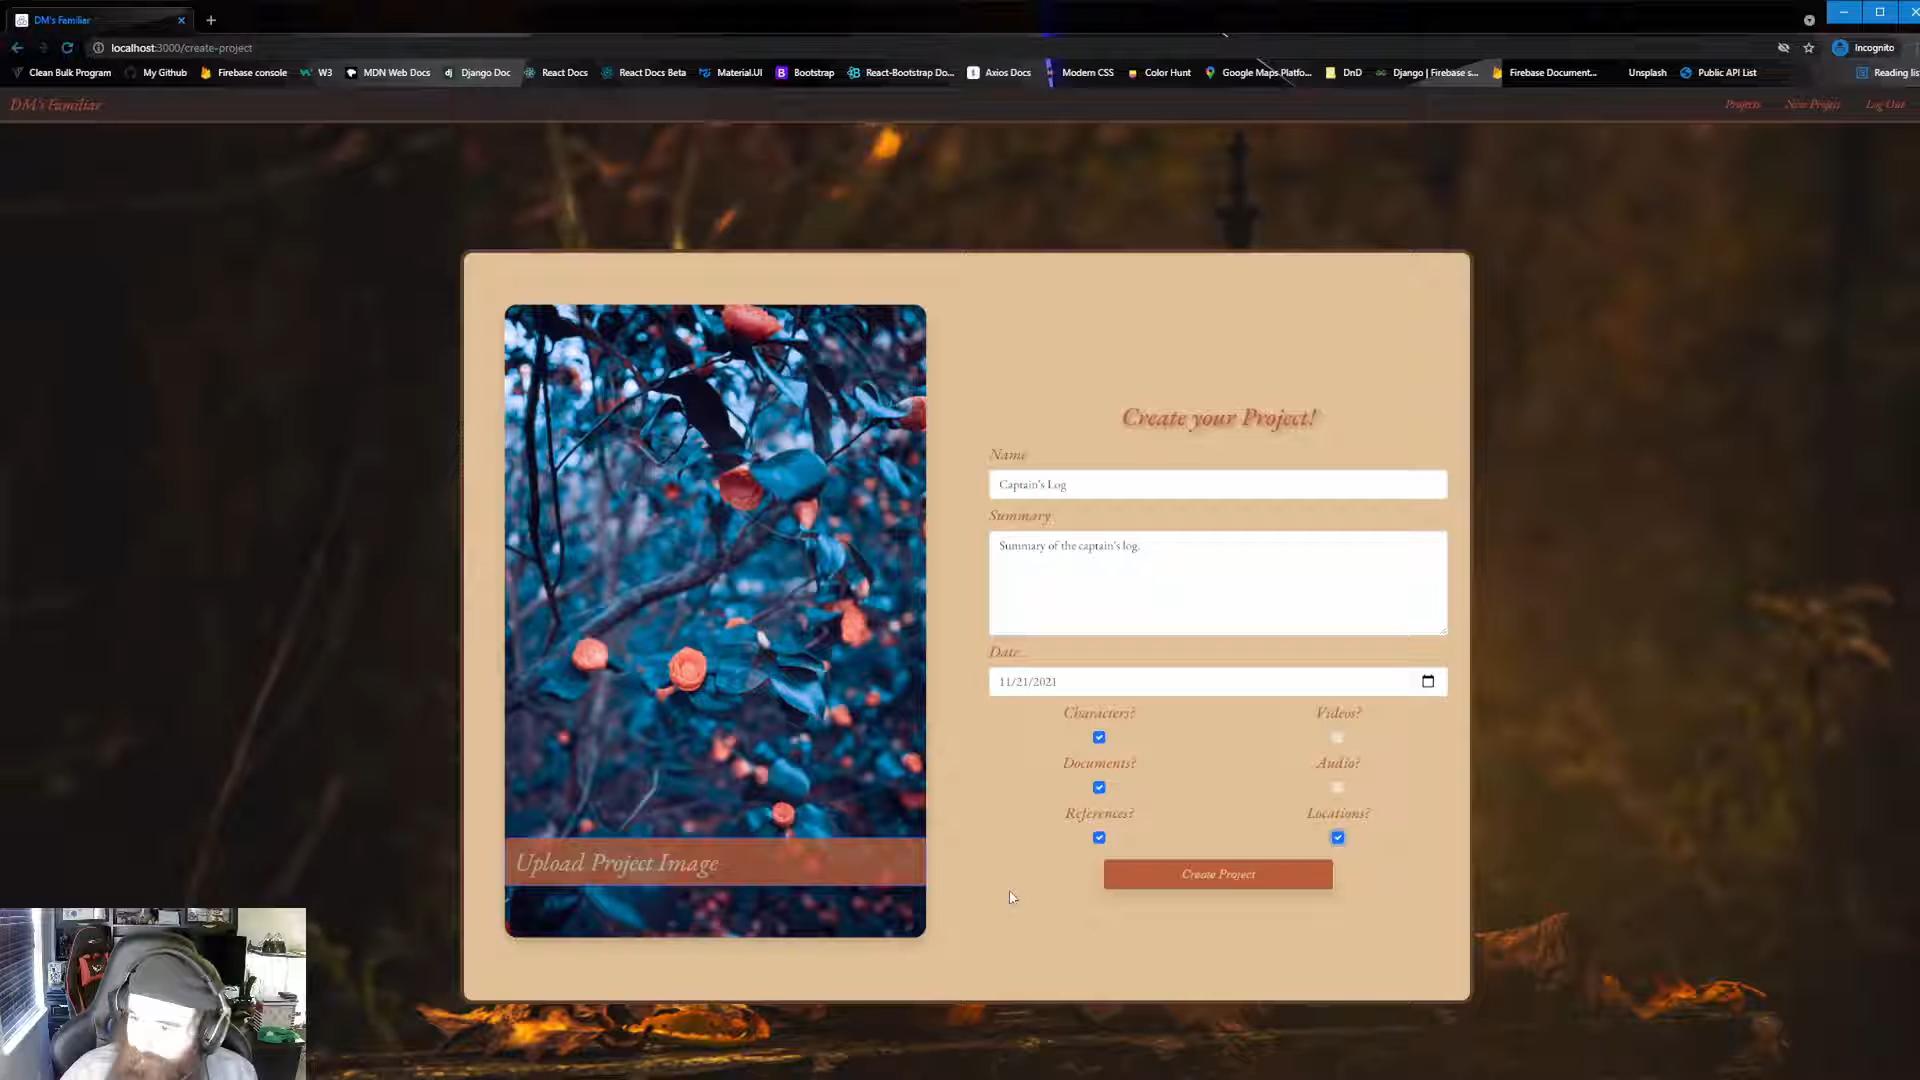 DM's Familiar
localhost:3000/create-project
Incognito
Clean Bulk Program
My Github
Firebase console
W3
MDN Web Docs
Django Doc
React Docs
React Docs Beta
Material.UI
Bootstrap
React-Bootstrap Do...
Axios Docs
Modern CSS
Color Hunt
Google Maps Platfo...
DnD
Django | Firebase s...
Firebase Document...
Unsplash
Public API List
Reading list
DM's Familiar
Projects
New Project
Log Out
Upload Project Image
Create your Project!
Name
Captain's Log
Summary
Summary of the captain's log.
Date
11/21/2021
Characters?
Videos?
Documents?
Audio?
References?
Locations?
Create Project